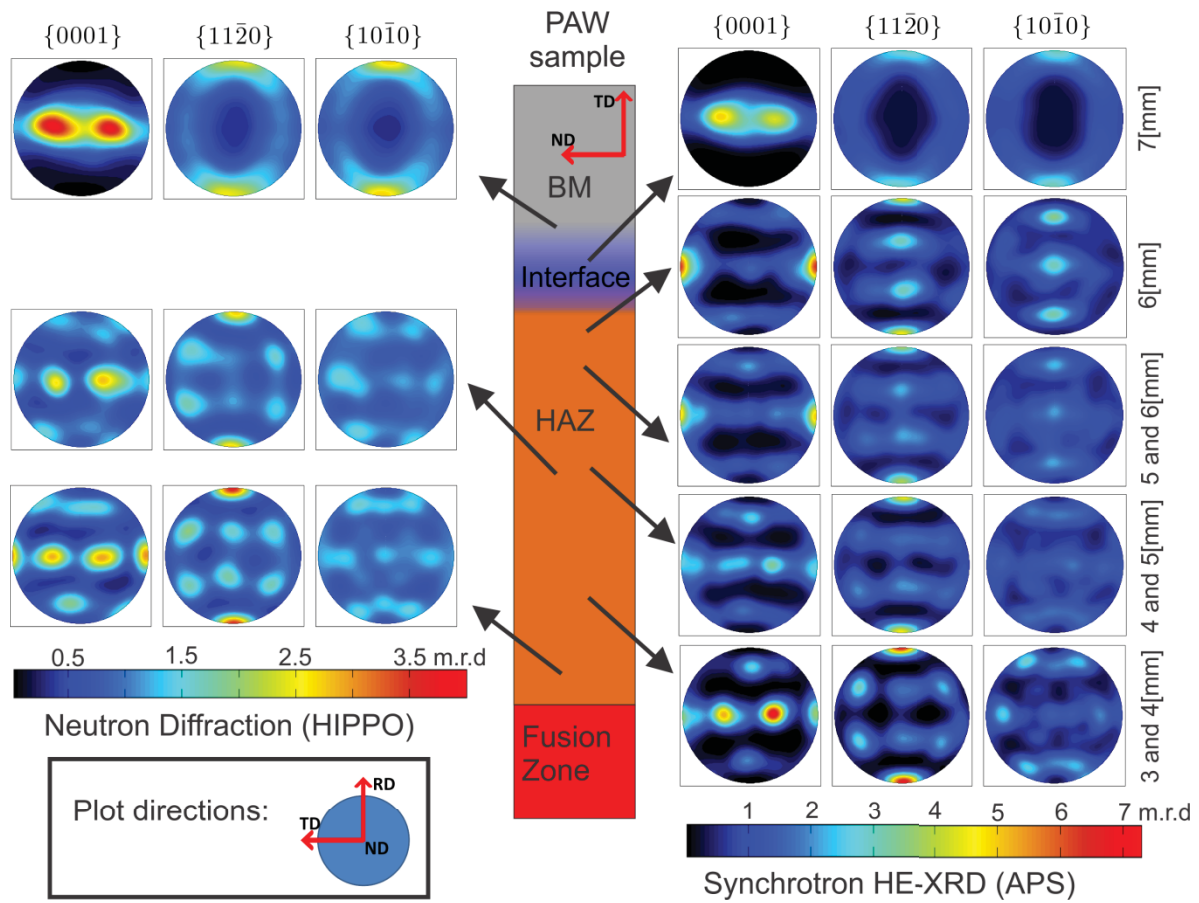 PAW
sample
{0001} {11\bar{2}0} {10\bar{1}0}
{0001} {11\bar{2}0} {10\bar{1}0}
TD
ND
BM
Interface
HAZ
Fusion
Zone
7[mm]
6[mm]
5 and 6[mm]
4 and 5[mm]
3 and 4[mm]
0.5 1.5 2.5 3.5 m.r.d
Neutron Diffraction (HIPPO)
Plot directions:
RD
TD
ND
1 2 3 4 5 6 7 m.r.d
Synchrotron HE-XRD (APS)